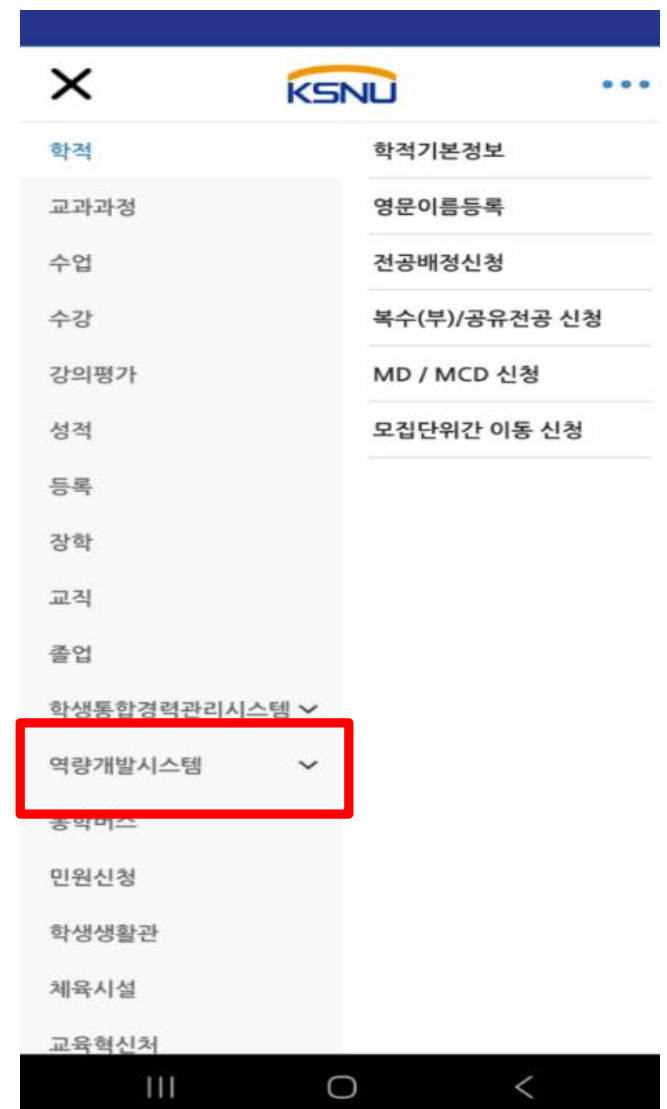 KSNU
학적
교과과정
수업
수강
강의평가
성적
등록
장학
교직
졸업
학생통합경력관리시스템
역량개발시스템
통학버스
민원신청
학생생활관
체육시설
교육혁신처
학적기본정보
영문이름등록
전공배정신청
복수(부)/공유전공 신청
MD / MCD 신청
모집단위간 이동 신청